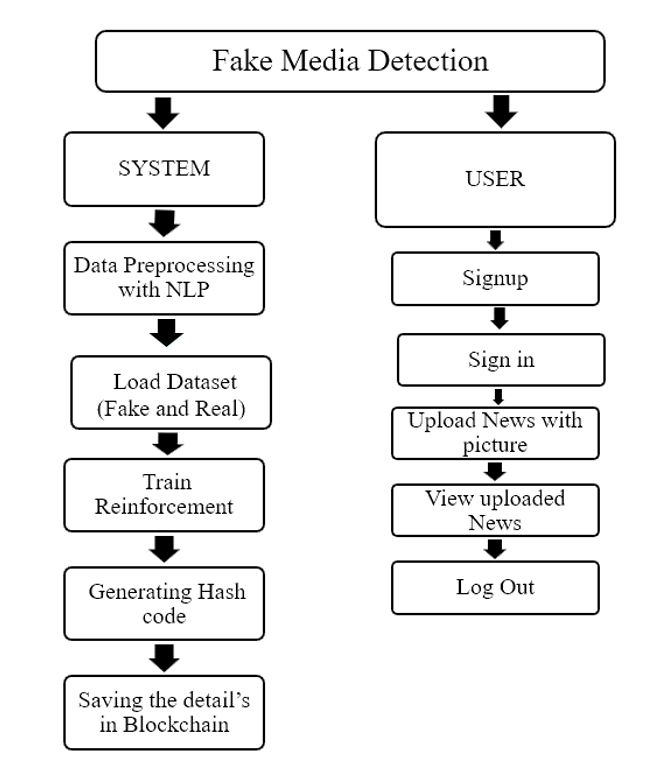 Fake Media Detection
SYSTEM
Data Preprocessing
with NLP
Load Dataset
(Fake and Real)
Train
Reinforcement
Generating Hash
code
Saving the detail’s
in Blockchain
USER
Signup
Sign in
Upload News with
picture
View uploaded
News
Log Out